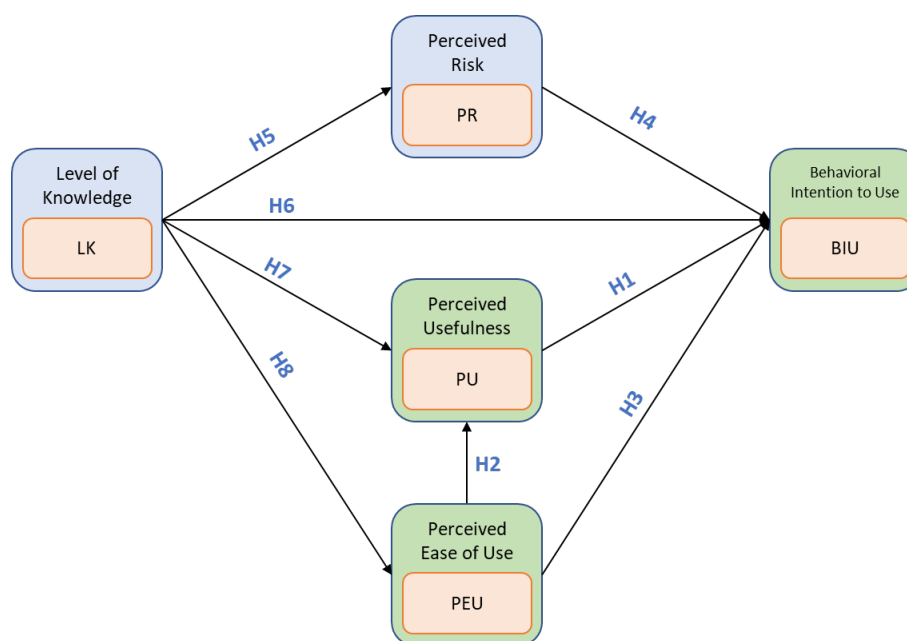 Perceived
Risk
PR
H5
H4
Level of
Knowledge
LK
H6
Behavioral
Intention to Use
BIU
H7
H1
Perceived
Usefulness
PU
H8
H3
H2
Perceived
Ease of Use
PEU